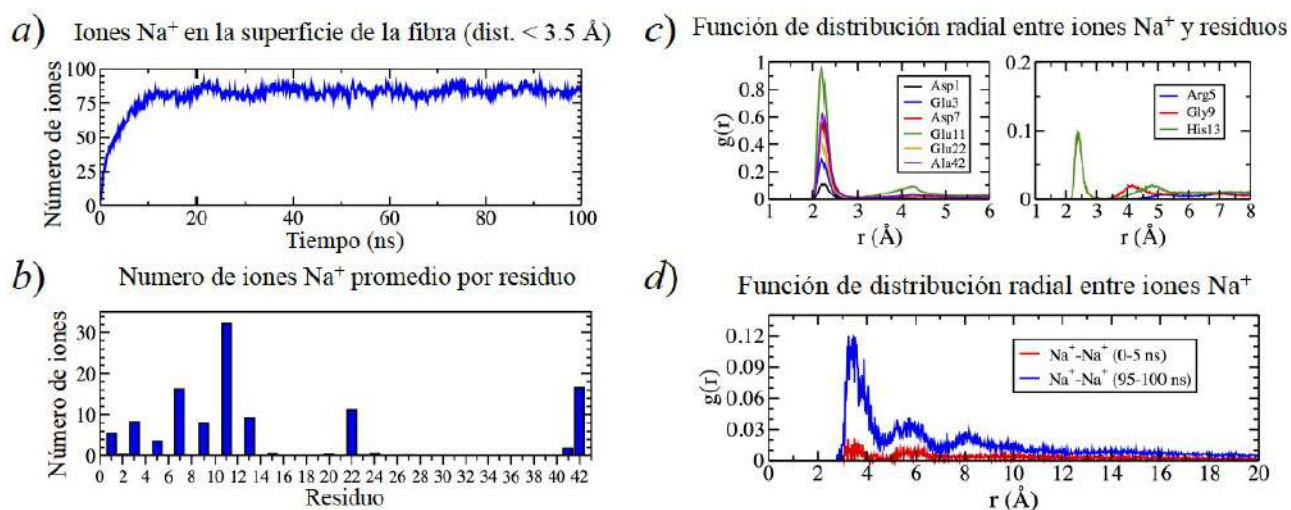 a) Iones Na⁺ en la superficie de la fibra (dist. < 3.5 Å)
Número de iones
100
75
50
25
0
0 20 40 60 80 100
Tiempo (ns)
b) Numero de iones Na⁺ promedio por residuo
Número de iones
30
20
10
0
0 2 4 6 8 10 12 14 16 18 20 22 24 26 28 30 32 34 36 38 40 42
Residuo
c) Función de distribución radial entre iones Na⁺ y residuos
g(r)
1
0.8
0.6
0.4
0.2
0
Asp1
Glu3
Asp7
Glu11
Glu22
Ala42
1 2 3 4 5 6
r (Å)
0.2
0.1
0
Arg5
Gly9
His13
1 2 3 4 5 6 7 8
r (Å)
d) Función de distribución radial entre iones Na⁺
g(r)
0.12
0.09
0.06
0.03
0
Na⁺-Na⁺ (0-5 ns)
Na⁺-Na⁺ (95-100 ns)
0 2 4 6 8 10 12 14 16 18 20
r (Å)